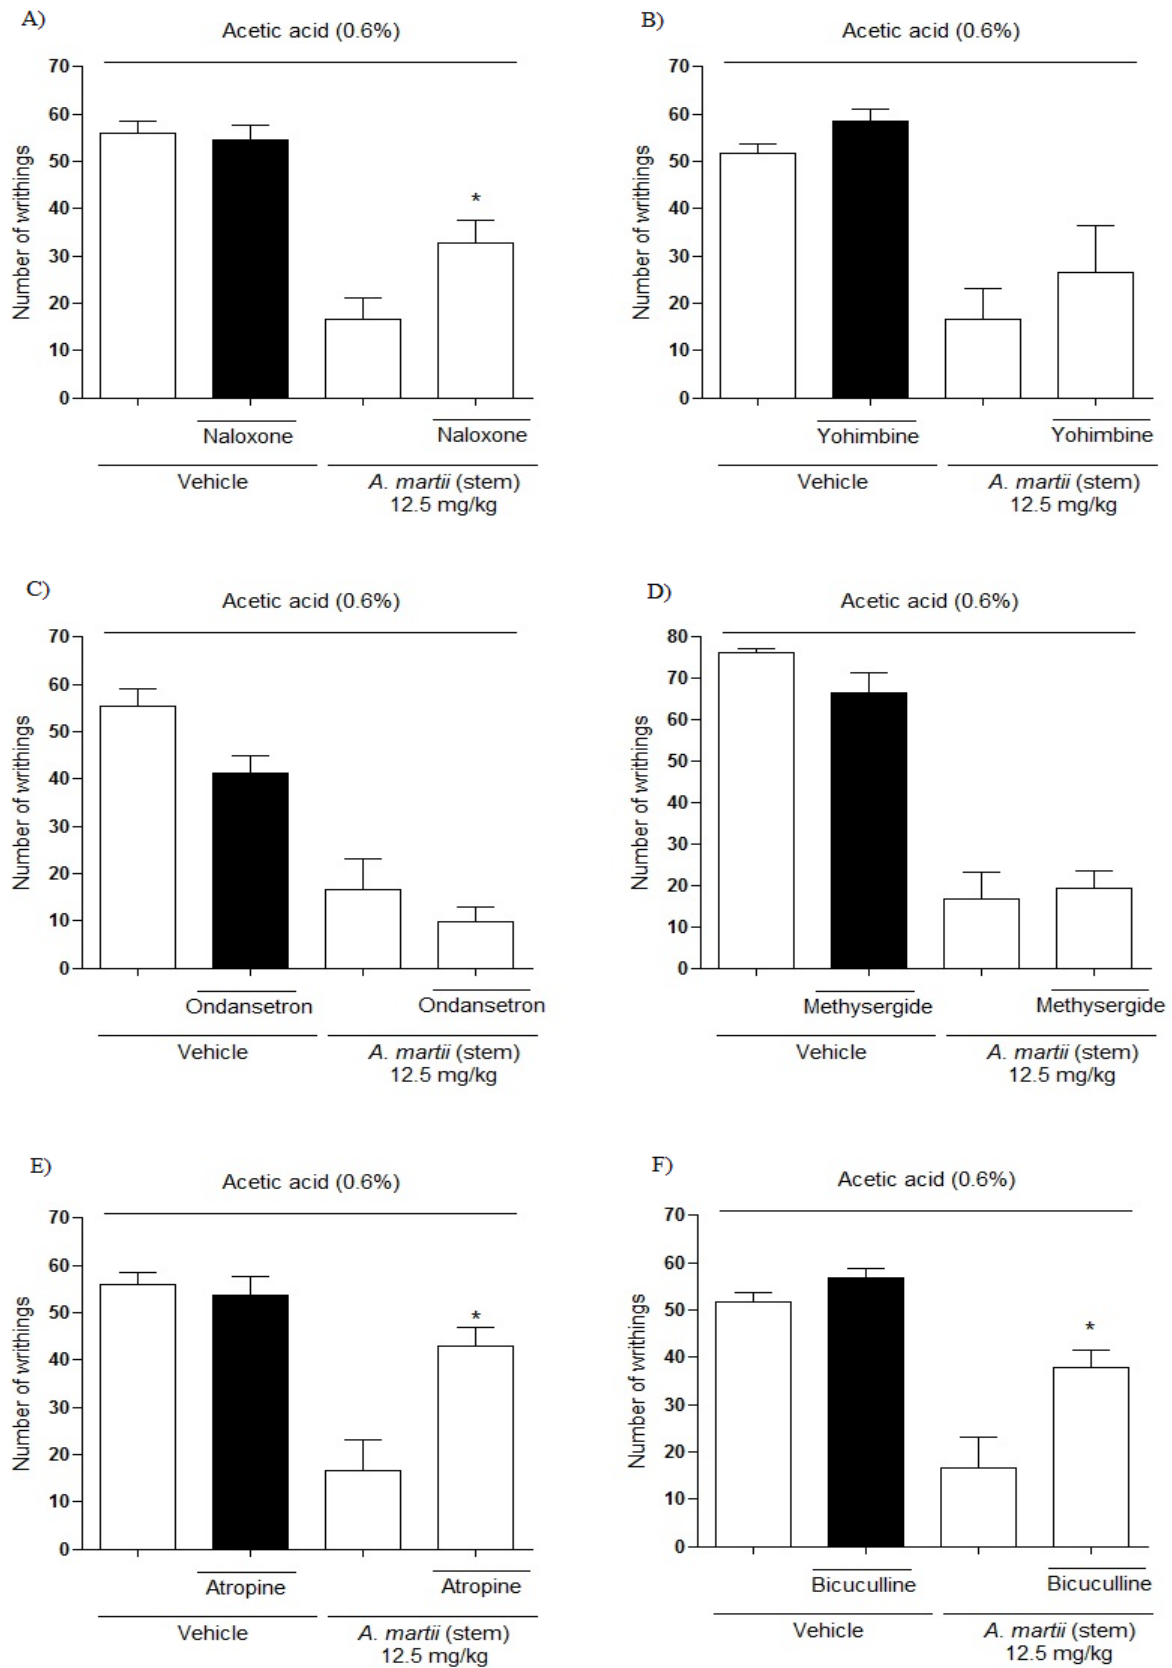 A)
Acetic acid (0.6%)
Number of writhings
70
60
50
40
30
20
10
0
*
Naloxone
Naloxone
Vehicle
A. martii (stem)
12.5 mg/kg
B)
Acetic acid (0.6%)
Number of writhings
70
60
50
40
30
20
10
0
Yohimbine
Yohimbine
Vehicle
A. martii (stem)
12.5 mg/kg
C)
Acetic acid (0.6%)
Number of writhings
70
60
50
40
30
20
10
0
Ondansetron
Ondansetron
Vehicle
A. martii (stem)
12.5 mg/kg
D)
Acetic acid (0.6%)
Number of writhings
80
70
60
50
40
30
20
10
0
Methysergide
Methysergide
Vehicle
A. martii (stem)
12.5 mg/kg
E)
Acetic acid (0.6%)
Number of writhings
70
60
50
40
30
20
10
0
*
Atropine
Atropine
Vehicle
A. martii (stem)
12.5 mg/kg
F)
Acetic acid (0.6%)
Number of writhings
70
60
50
40
30
20
10
0
*
Bicuculline
Bicuculline
Vehicle
A. martii (stem)
12.5 mg/kg